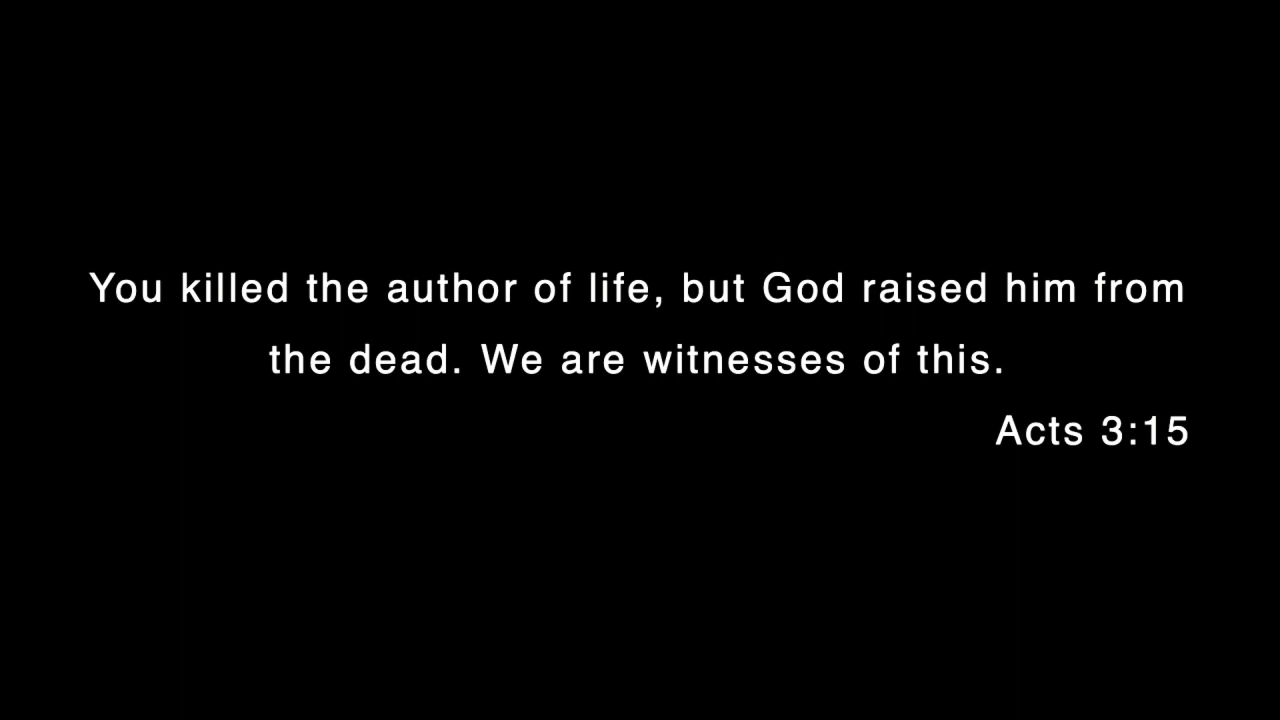 You killed the author of life, but God raised him from
the dead. We are witnesses of this.
Acts 3:15